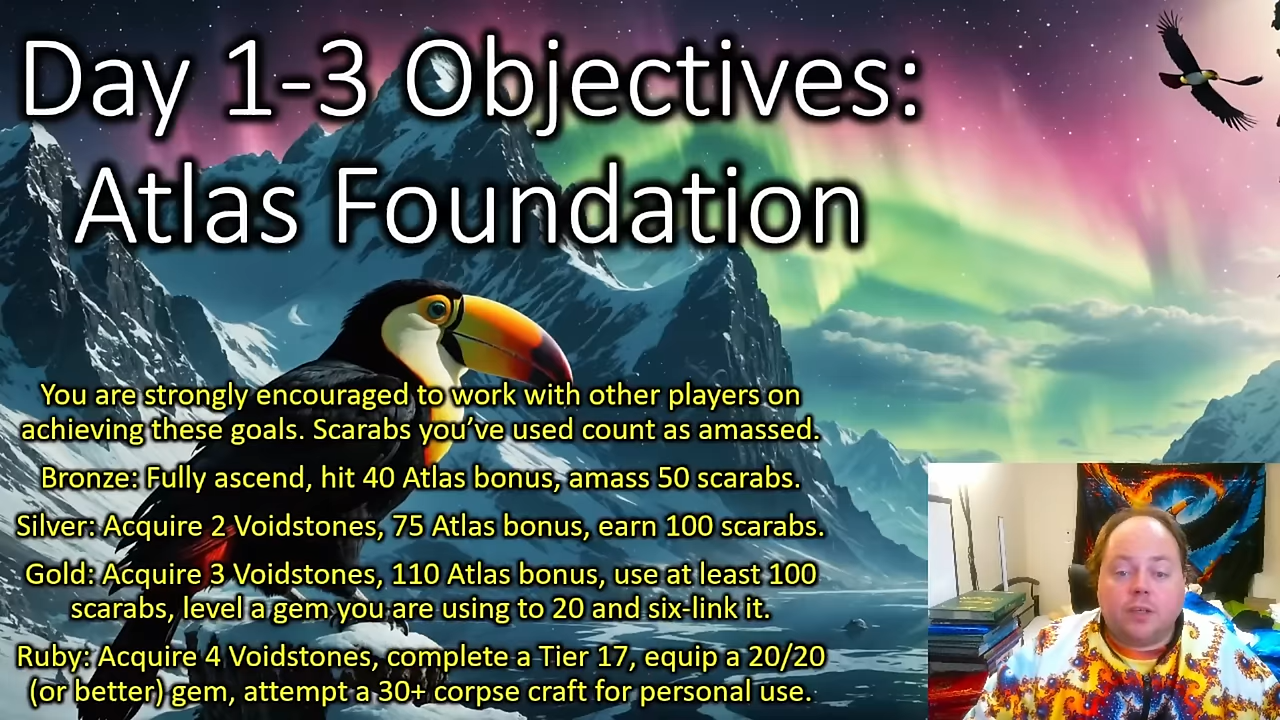 Day 1-3 Objectives:
Atlas Foundation
You are strongly encouraged to work with other players on
achieving these goals. Scarabs you’ve used count as amassed.
Bronze: Fully ascend, hit 40 Atlas bonus, amass 50 scarabs.
Silver: Acquire 2 Voidstones, 75 Atlas bonus, earn 100 scarabs.
Gold: Acquire 3 Voidstones, 110 Atlas bonus, use at least 100
scarabs, level a gem you are using to 20 and six-link it.
Ruby: Acquire 4 Voidstones, complete a Tier 17, equip a 20/20
(or better) gem, attempt a 30+ corpse craft for personal use.